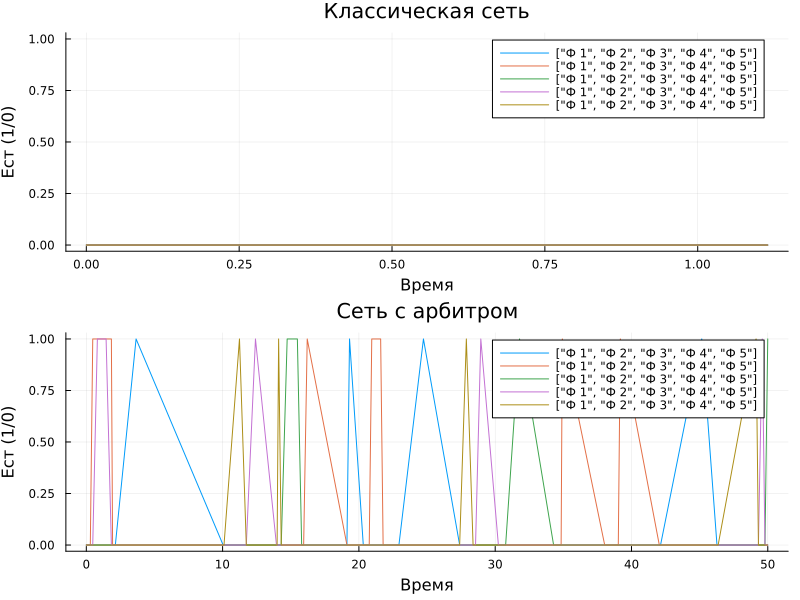 Классическая сеть
Ест (1/0)
1.00
0.75
0.50
0.25
0.00
["Ф 1", "Ф 2", "Ф 3", "Ф 4", "Ф 5"]
["Ф 1", "Ф 2", "Ф 3", "Ф 4", "Ф 5"]
["Ф 1", "Ф 2", "Ф 3", "Ф 4", "Ф 5"]
["Ф 1", "Ф 2", "Ф 3", "Ф 4", "Ф 5"]
["Ф 1", "Ф 2", "Ф 3", "Ф 4", "Ф 5"]
0.00 0.25 0.50 0.75 1.00
Время
Сеть с арбитром
Ест (1/0)
1.00
0.75
0.50
0.25
0.00
["Ф 1", "Ф 2", "Ф 3", "Ф 4", "Ф 5"]
["Ф 1", "Ф 2", "Ф 3", "Ф 4", "Ф 5"]
["Ф 1", "Ф 2", "Ф 3", "Ф 4", "Ф 5"]
["Ф 1", "Ф 2", "Ф 3", "Ф 4", "Ф 5"]
["Ф 1", "Ф 2", "Ф 3", "Ф 4", "Ф 5"]
0 10 20 30 40 50
Время